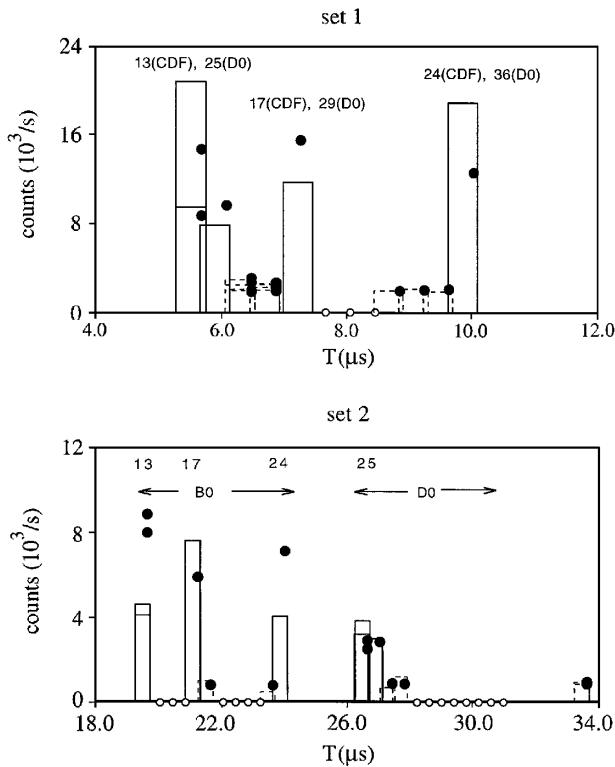 set 1
24
13(CDF), 25(D0)
24(CDF), 36(D0)
17(CDF), 29(D0)
16
8
0
counts (10³/s)
4.0 6.0 8.0 10.0 12.0
T(μs)
set 2
12
13 17 24 25
B0 D0
8
4
0
counts (10³/s)
18.0 22.0 26.0 30.0 34.0
T(μs)